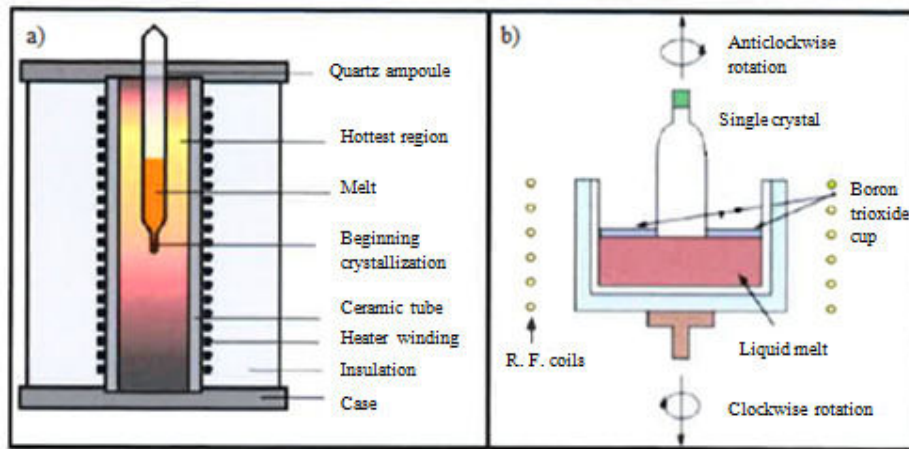 a)
Quartz ampoule
Hottest region
Melt
Beginning
crystallization
Ceramic tube
Heater winding
Insulation
Case
b)
Anticlockwise
rotation
Single crystal
Boron
trioxide
cup
R. F. coils
Liquid melt
Clockwise rotation